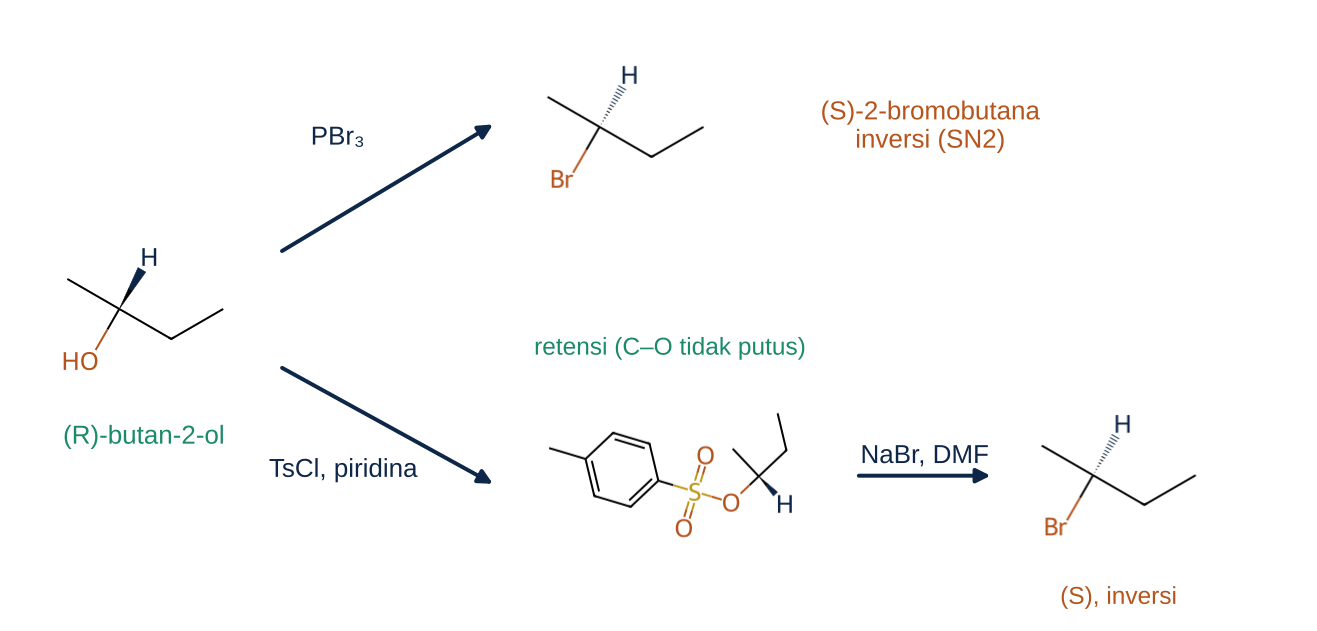 H
PBr₃
(S)-2-bromobutana
inversi (SN2)
Br
H
HO
(R)-butan-2-ol
retensi (C–O tidak putus)
TsCl, piridina
O
S
O
O
H
NaBr, DMF
H
Br
(S), inversi